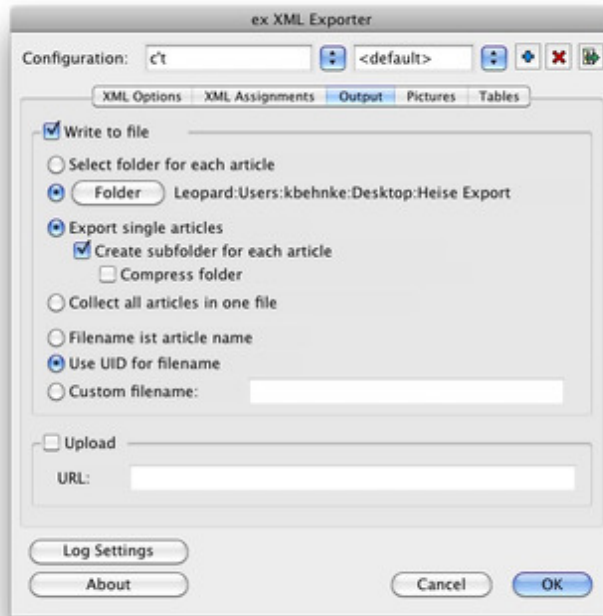 ex XML Exporter
Configuration: c't <default>
XML Options XML Assignments Output Pictures Tables
Write to file
Select folder for each article
Folder Leopard:Users:kbehnke:Desktop:Heise Export
Export single articles
Create subfolder for each article
Compress folder
Collect all articles in one file
Filename ist article name
Use UID for filename
Custom filename:
Upload
URL:
Log Settings
About Cancel OK